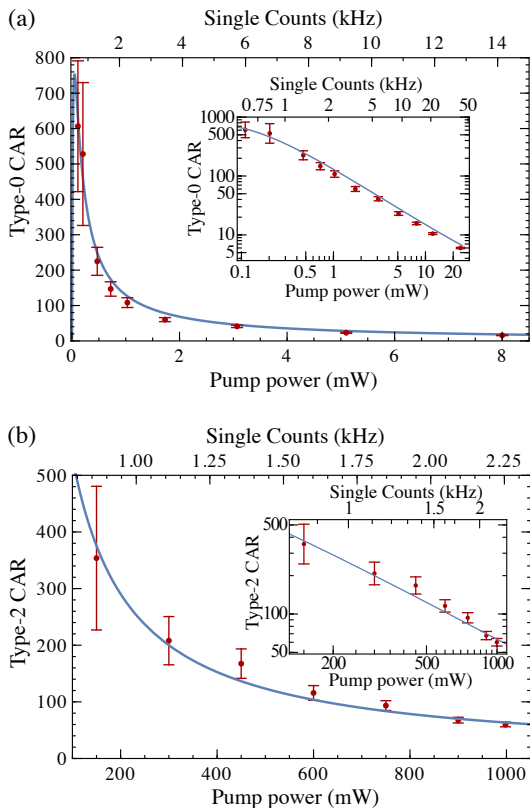 (a)
Single Counts (kHz)
2 4 6 8 10 12 14
800
700
600
500
400
300
200
100
0
Type-0 CAR
0 2 4 6 8
Pump power (mW)
Single Counts (kHz)
0.75 1 2 5 10 20 50
1000
500
100
50
10
5
Type-0 CAR
0.1 0.5 1 5 10 20
Pump power (mW)
(b)
Single Counts (kHz)
1.00 1.25 1.50 1.75 2.00 2.25
500
400
300
200
100
0
Type-2 CAR
200 400 600 800 1000
Pump power (mW)
Single Counts (kHz)
1 1.5 2
500
100
50
Type-2 CAR
200 500 1000
Pump power (mW)